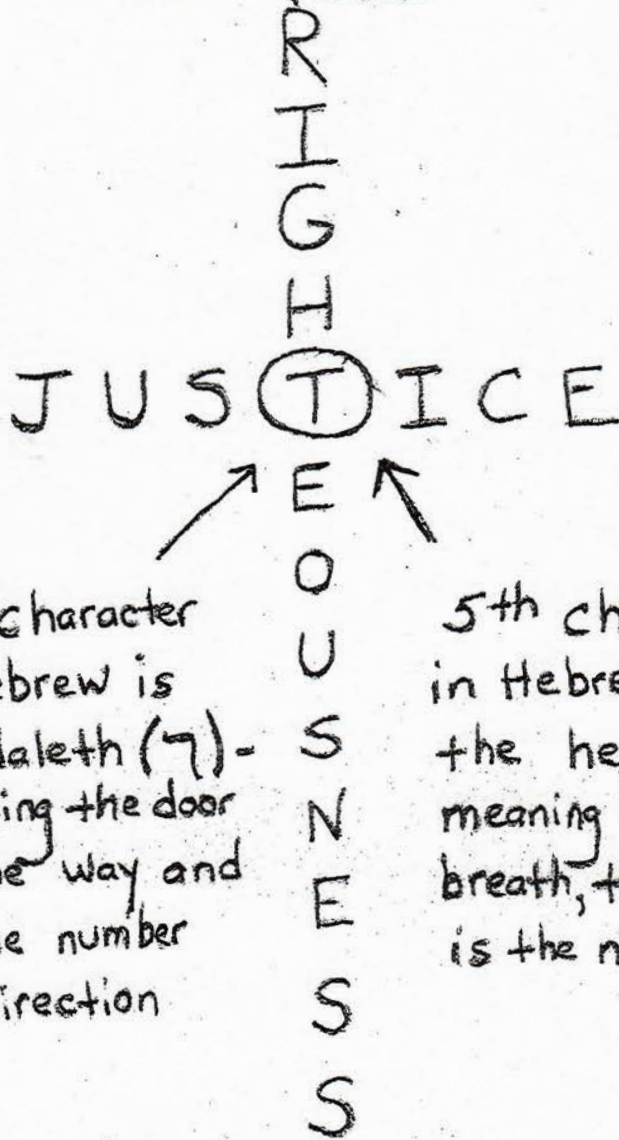 R
I
G
H
JUSTICE
E
O
U
S
N
E
S
S
character
ebrew is
daleth (ד)-
ing the door
e way and
e number
irection
5th ch
in Hebre
the he
meaning
breath, t
is the n